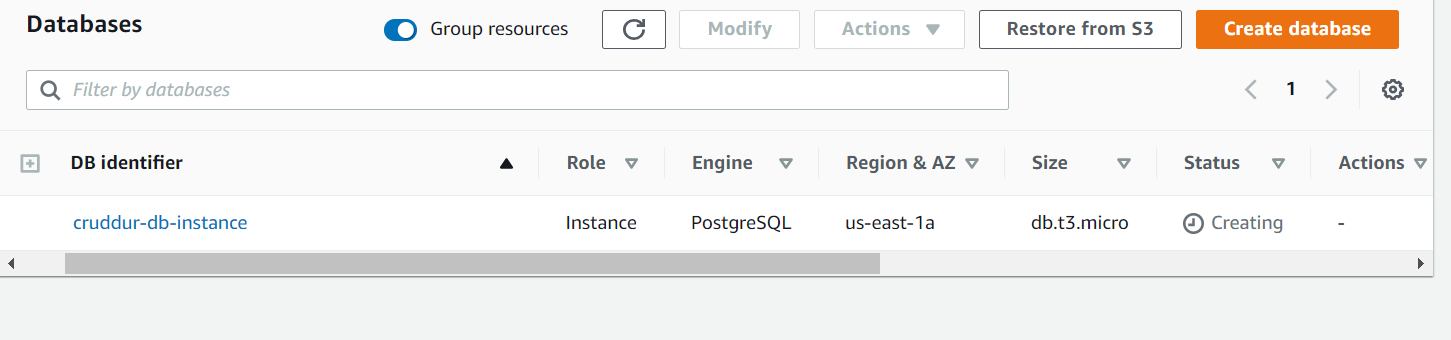 Databases Group resources Modify Actions Restore from S3 Create database
Filter by databases 1
DB identifier Role Engine Region & AZ Size Status Actions
cruddur-db-instance Instance PostgreSQL us-east-1a db.t3.micro Creating -